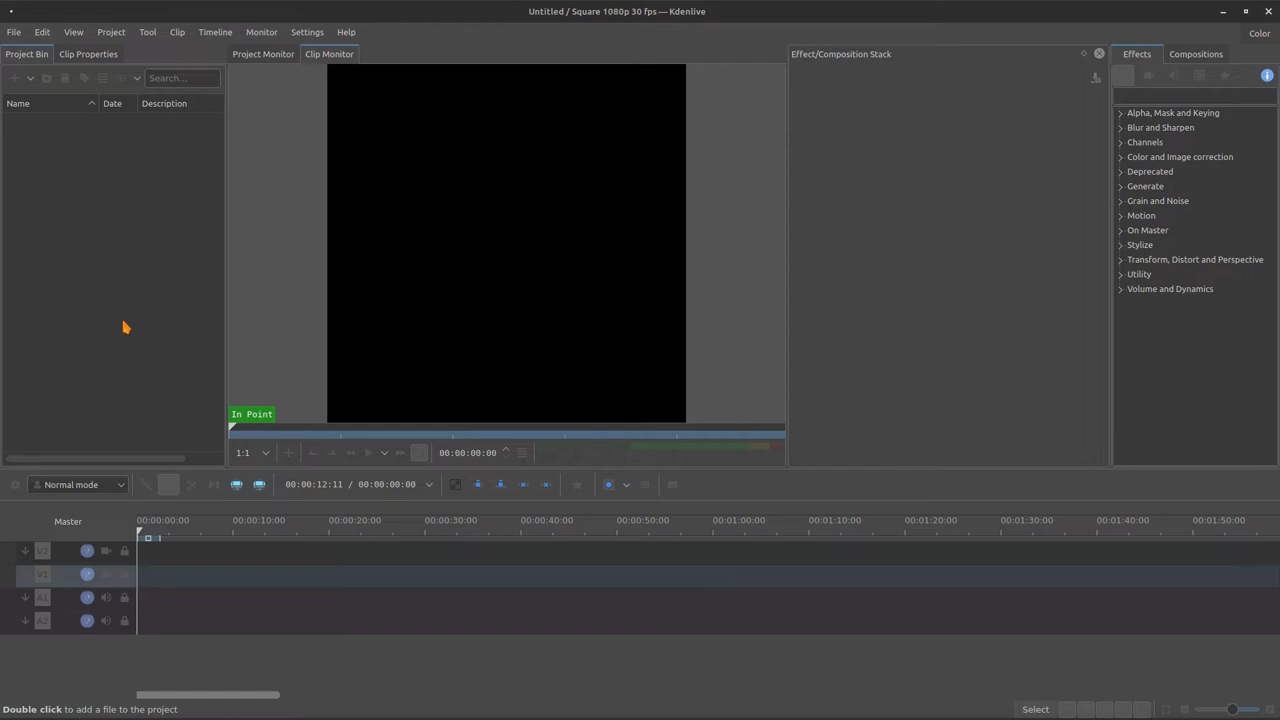 Untitled / Square 1080p 30 fps — Kdenlive
File Edit View Project Tool Clip Timeline Monitor Settings Help
Color
Project Bin Clip Properties
Project Monitor Clip Monitor
Effect/Composition Stack
Effects Compositions
Search...
Name Date Description
Alpha, Mask and Keying
Blur and Sharpen
Channels
Color and Image correction
Deprecated
Generate
Grain and Noise
Motion
On Master
Stylize
Transform, Distort and Perspective
Utility
Volume and Dynamics
In Point
1:1 00:00:00:00
Normal mode 00:00:12:11 / 00:00:00:00
Master 00:00:00:00 00:00:10:00 00:00:20:00 00:00:30:00 00:00:40:00 00:00:50:00 00:01:00:00 00:01:10:00 00:01:20:00 00:01:30:00 00:01:40:00 00:01:50:00
V2
V1
A1
A2
Double click to add a file to the project
Select